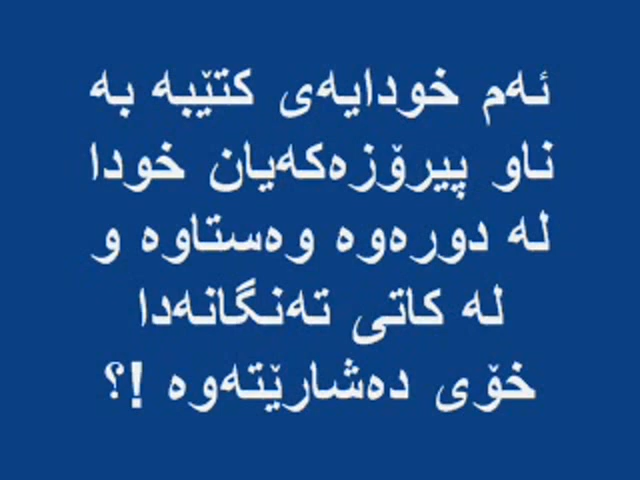 ئەم خودایەی کتێبە بە
ناو پیرۆزەکەیان خودا
لە دورەوە وەستاوە و
لە کاتی تەنگانەدا
خۆی دەشارێتەوە !؟